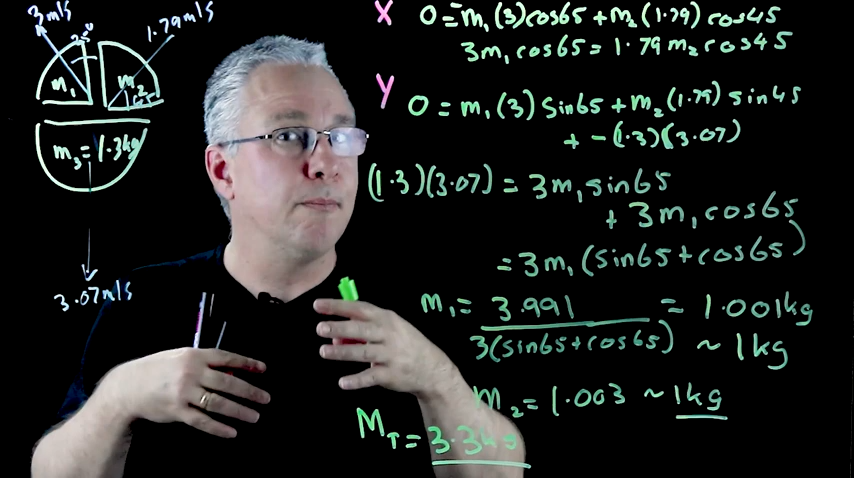 3m/s
25°
1.79m/s
m₁
m₂
45°
m₃=1.3kg
3.07m/s
X 0=-m₁(3)cos65+m₂(1.79)cos45
3m₁cos65=1.79m₂cos45
Y 0=m₁(3)sin65+m₂(1.79)sin45
+-(1.3)(3.07)
(1.3)(3.07)=3m₁sin65
+3m₁cos65
=3m₁(sin65+cos65)
m₁= 3.991 = 1.001kg
3(sin65+cos65) ~ 1kg
m₂=1.003 ~ 1kg
M_T=3.3kg